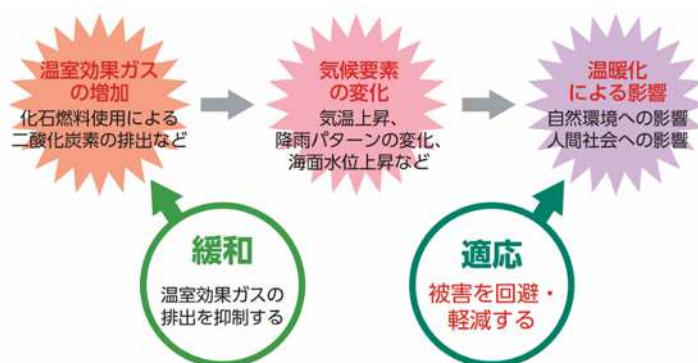 温室効果ガス
の増加
化石燃料使用による
二酸化炭素の排出など
気候要素
の変化
気温上昇、
降雨パターンの変化、
海面水位上昇など
温暖化
による影響
自然環境への影響
人間社会への影響
緩和
温室効果ガスの
排出を抑制する
適応
被害を回避・
軽減する